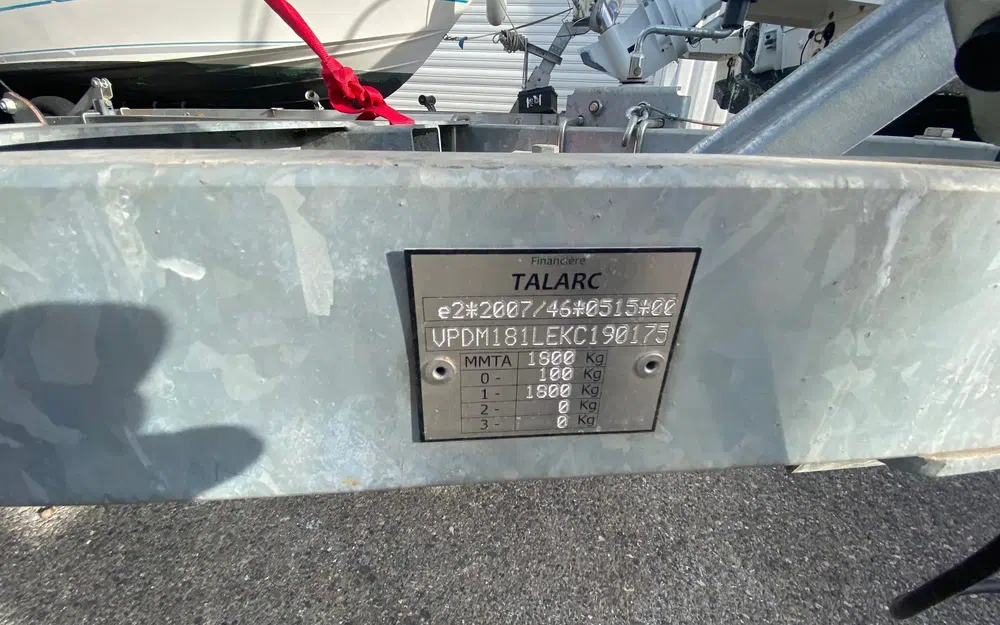 Financière
TALARC
e2*2007/46*0515*00
VPDM181LEKC190175
MMTA 1800 Kg
0 - 100 Kg
1 - 1800 Kg
2 - 0 Kg
3 - 0 Kg